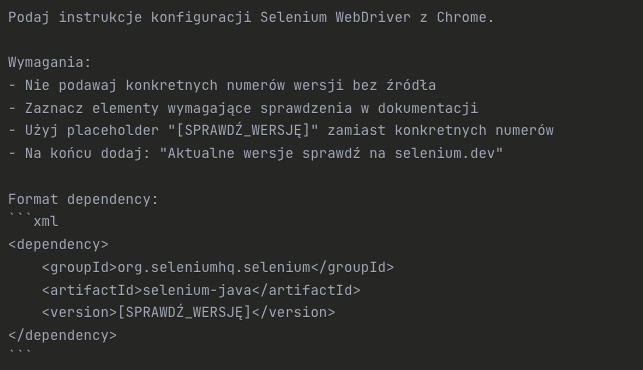 Podaj instrukcje konfiguracji Selenium WebDriver z Chrome.

Wymagania:
- Nie podawaj konkretnych numerów wersji bez źródła
- Zaznacz elementy wymagające sprawdzenia w dokumentacji
- Użyj placeholder "[SPRAWDŹ_WERSJĘ]" zamiast konkretnych numerów
- Na końcu dodaj: "Aktualne wersje sprawdź na selenium.dev"

Format dependency:
```xml
<dependency>
    <groupId>org.seleniumhq.selenium</groupId>
    <artifactId>selenium-java</artifactId>
    <version>[SPRAWDŹ_WERSJĘ]</version>
</dependency>
```